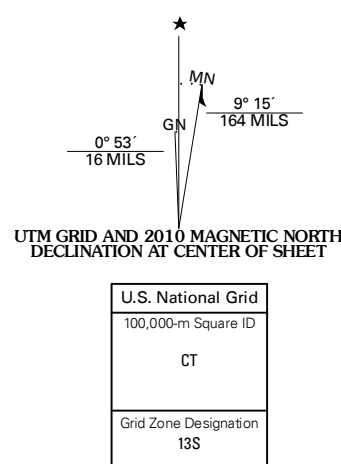 ★
MN
GN
9° 15´
164 MILS
0° 53´
16 MILS
UTM GRID AND 2010 MAGNETIC NORTH
DECLINATION AT CENTER OF SHEET
U.S. National Grid
100,000-m Square ID
CT
Grid Zone Designation
13S